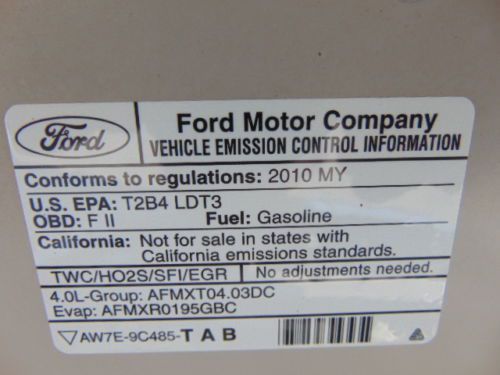 Ford
Ford Motor Company
VEHICLE EMISSION CONTROL INFORMATION
Conforms to regulations: 2010 MY
U.S. EPA: T2B4 LDT3
OBD: F II Fuel: Gasoline
California: Not for sale in states with
California emissions standards.
TWC/HO2S/SFI/EGR No adjustments needed.
4.0L-Group: AFMXT04.03DC
Evap: AFMXR0195GBC
AW7E-9C485-TAB